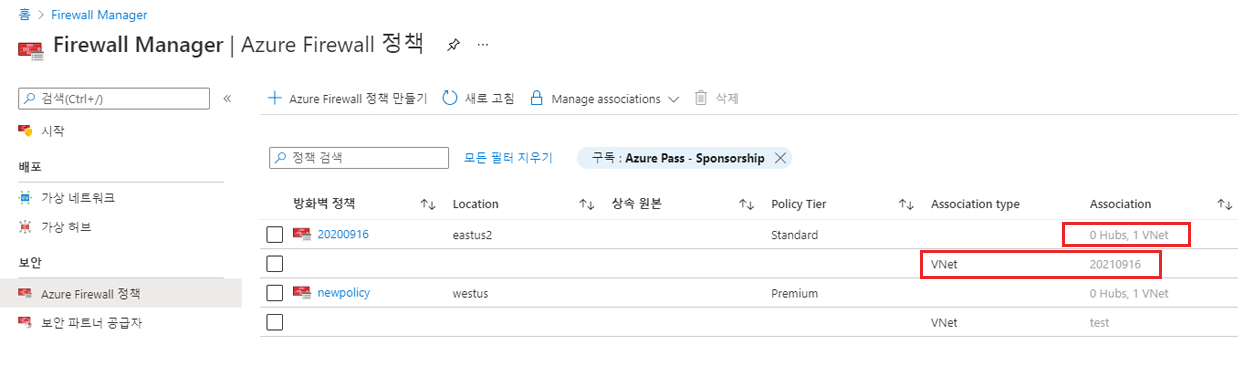 홈 > Firewall Manager
Firewall Manager | Azure Firewall 정책 ...
검색(Ctrl+/) «
시작
배포
가상 네트워크
가상 허브
보안
Azure Firewall 정책
보안 파트너 공급자
+ Azure Firewall 정책 만들기 새로 고침 Manage associations 삭제
정책 검색 모든 필터 지우기 구독 : Azure Pass - Sponsorship ×
방화벽 정책 ↑↓ Location ↑↓ 상속 원본 ↑↓ Policy Tier ↑↓ Association type Association ↑↓
20200916 eastus2 Standard 0 Hubs, 1 VNet
VNet 20210916
newpolicy westus Premium 0 Hubs, 1 VNet
VNet test